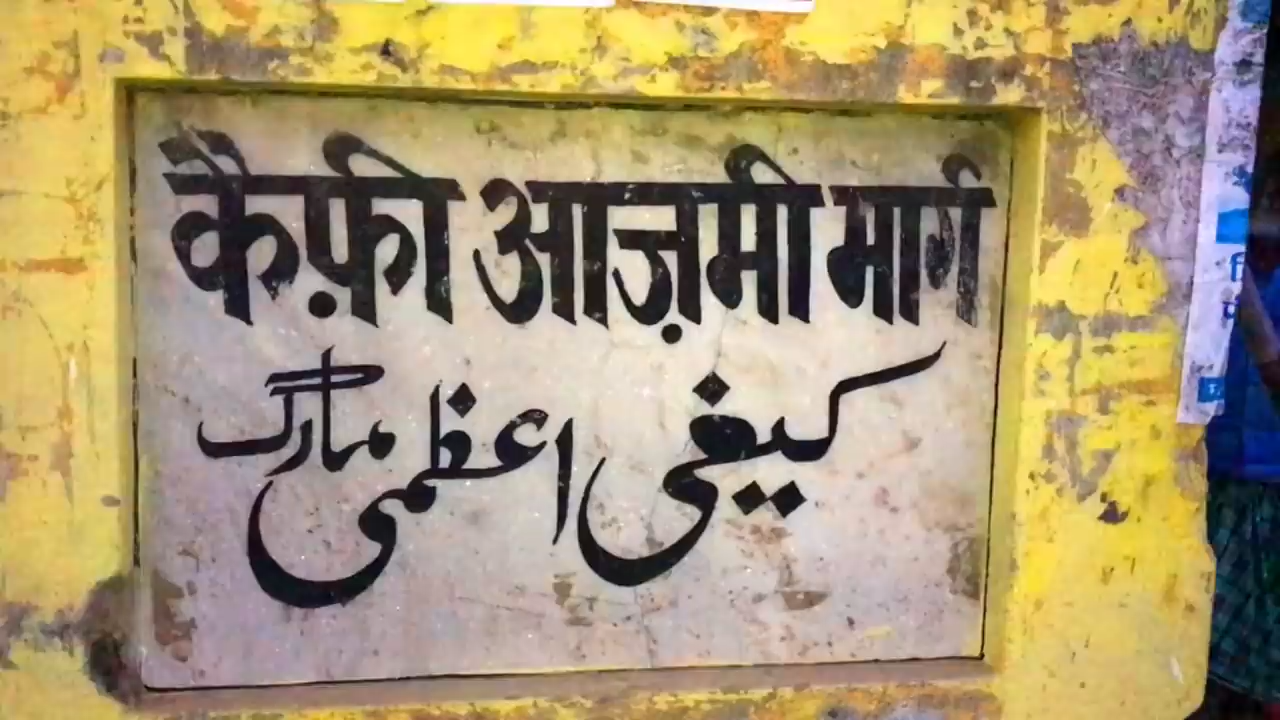 कैफ़ी आज़मी मार्ग
کیفی اعظمی مارگ